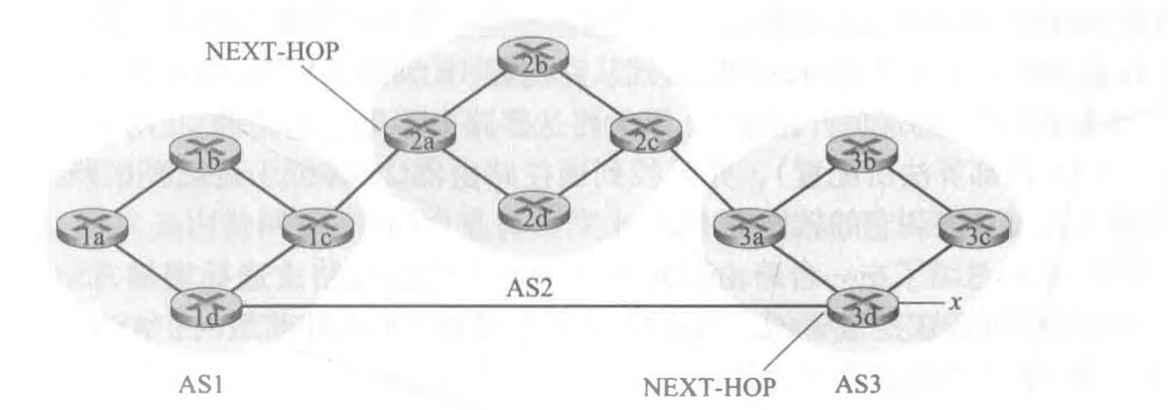 NEXT-HOP
2b
2a
2c
1b
3b
2d
1a
1c
3a
3c
AS2
1d
3d
x
AS1
NEXT-HOP
AS3